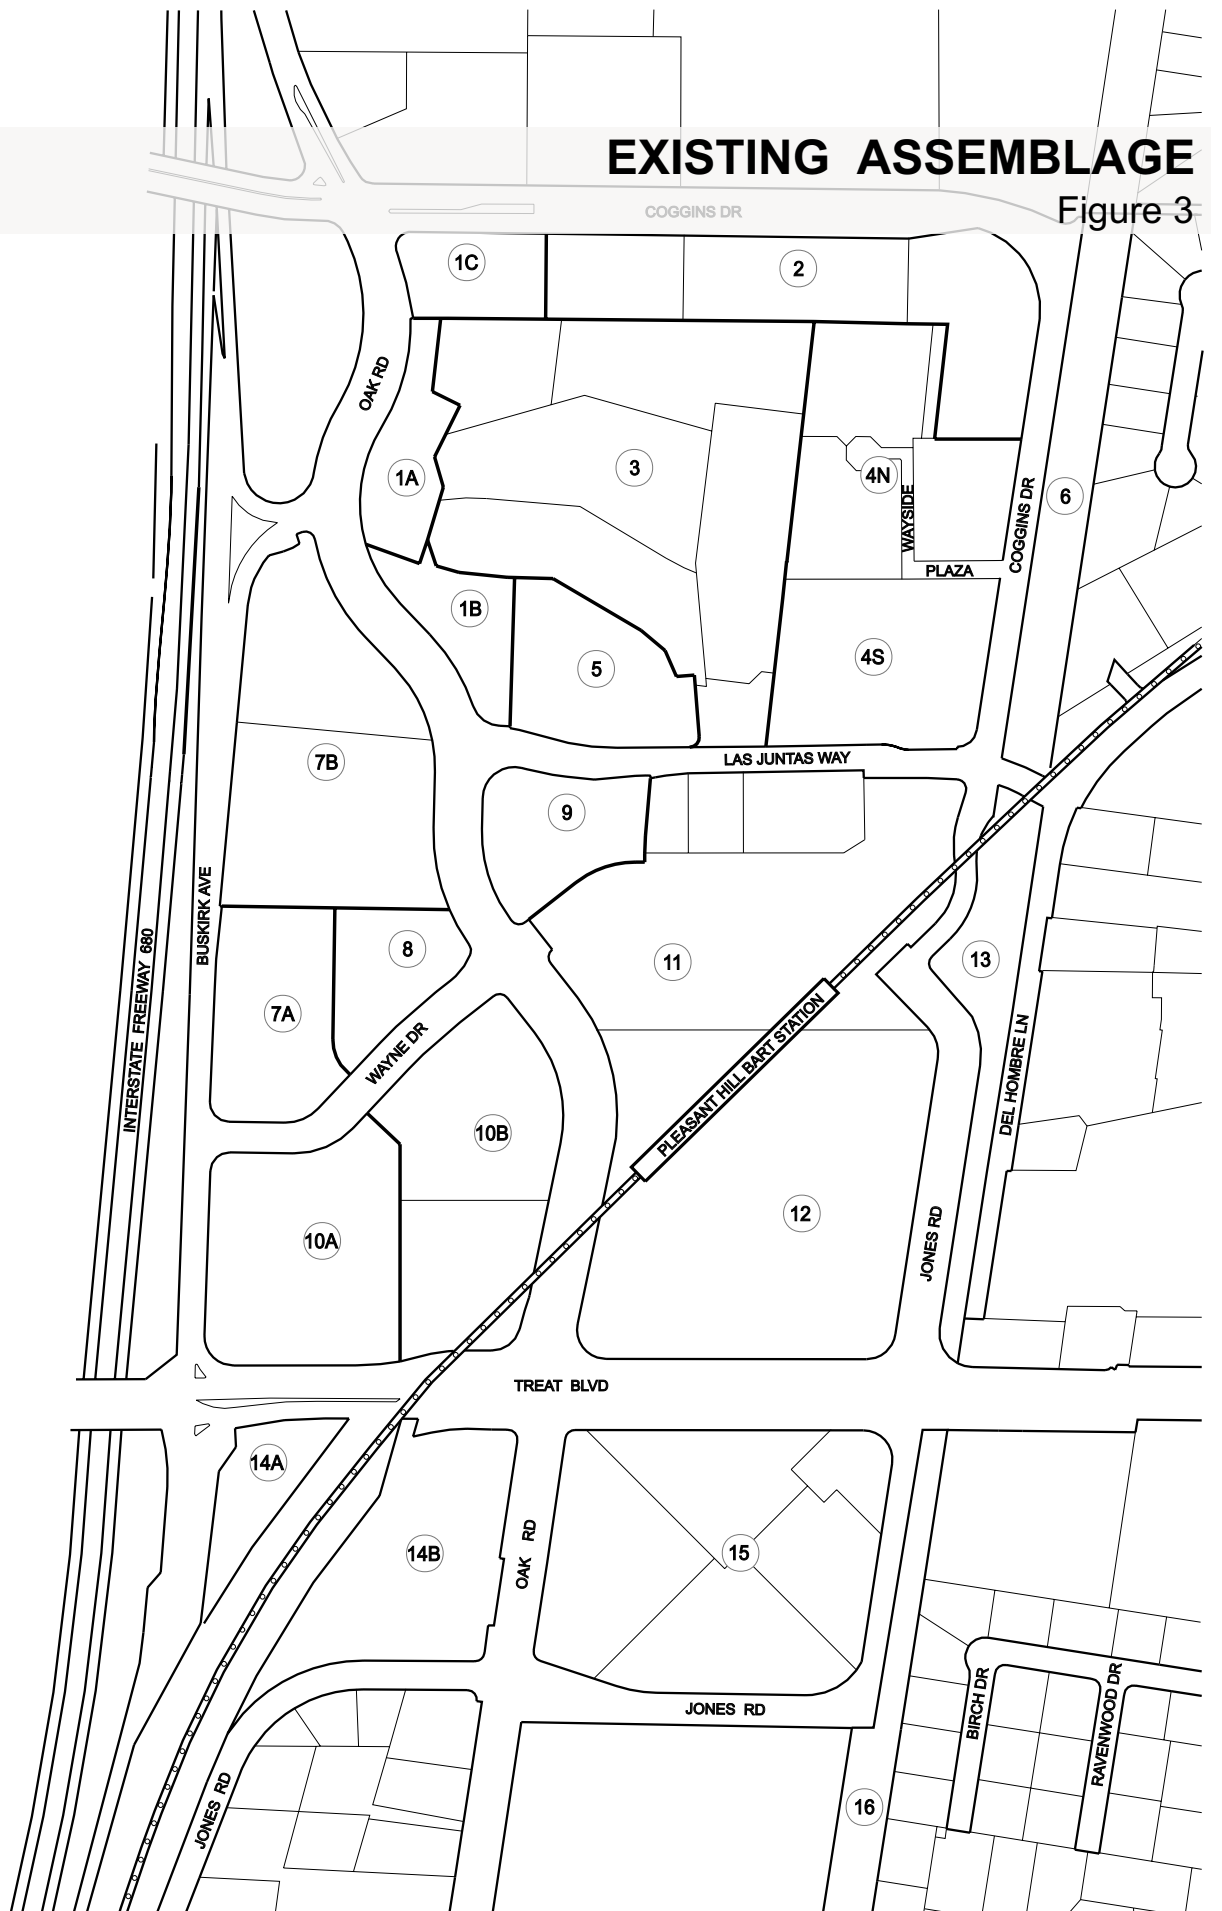 EXISTING ASSEMBLAGE
Figure 3
COGGINS DR
1C
2
OAK RD
1A
3
4N
6
WAYSIDE
COGGINS DR
PLAZA
1B
5
4S
7B
LAS JUNTAS WAY
9
BUSKIRK AVE
INTERSTATE FREEWAY 680
8
11
13
7A
WAYNE DR
PLEASANT HILL BART STATION
DEL HOMBRE LN
10B
12
10A
JONES RD
TREAT BLVD
14A
14B
OAK RD
15
JONES RD
BIRCH DR
RAVENWOOD DR
JONES RD
16